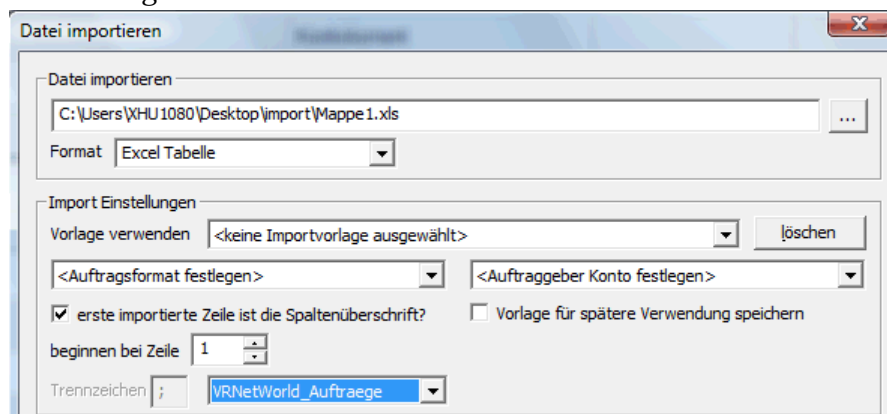 Datei importieren
Datei importieren
C:\Users\XHU1080\Desktop\import\Mappe1.xls
...
Format Excel Tabelle
Import Einstellungen
Vorlage verwenden <keine Importvorlage ausgewählt> löschen
<Auftragsformat festlegen> <Auftraggeber Konto festlegen>
erste importierte Zeile ist die Spaltenüberschrift? Vorlage für spätere Verwendung speichern
beginnen bei Zeile 1
Trennzeichen ; VRNetWorld_Auftraege